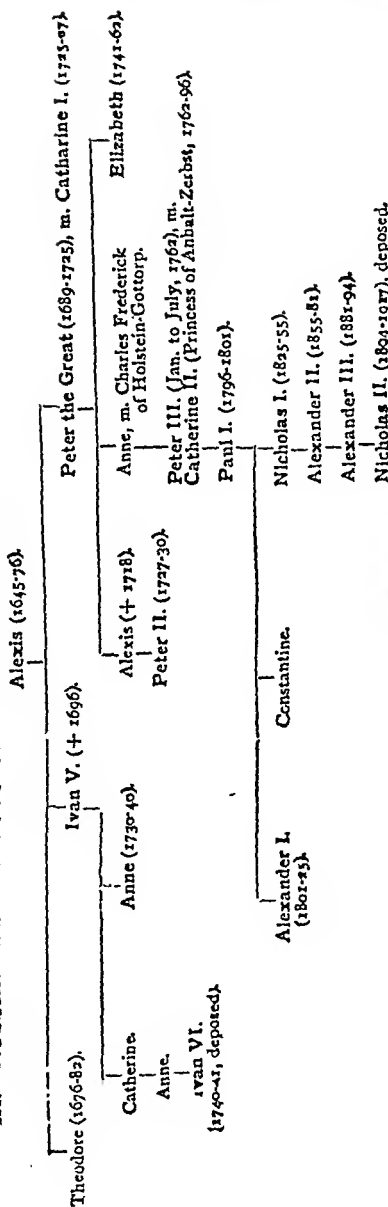 Alexis (1645-76).
Theodore (1676-82).
Ivan V. (+ 1696).
Peter the Great (1689-1725), m. Catharine I. (1725-27).
Catherine.
Anne (1730-40).
Alexis (+ 1718).
Anne, m. Charles Frederick
of Holstein-Gottorp.
Elizabeth (1741-62)
Anne.
Peter II. (1727-30).
Peter III. (Jan. to July, 1762), m.
Catherine II. (Princess of Anhalt-Zerbst, 1762-96).
Ivan VI.
(1740-41, deposed).
Paul I. (1796-1801).
Alexander I.
(1801-25).
Constantine.
Nicholas I. (1825-55).
Alexander II. (1855-81)
Alexander III. (1881-94).
Nicholas II. (1894-1917), deposed.